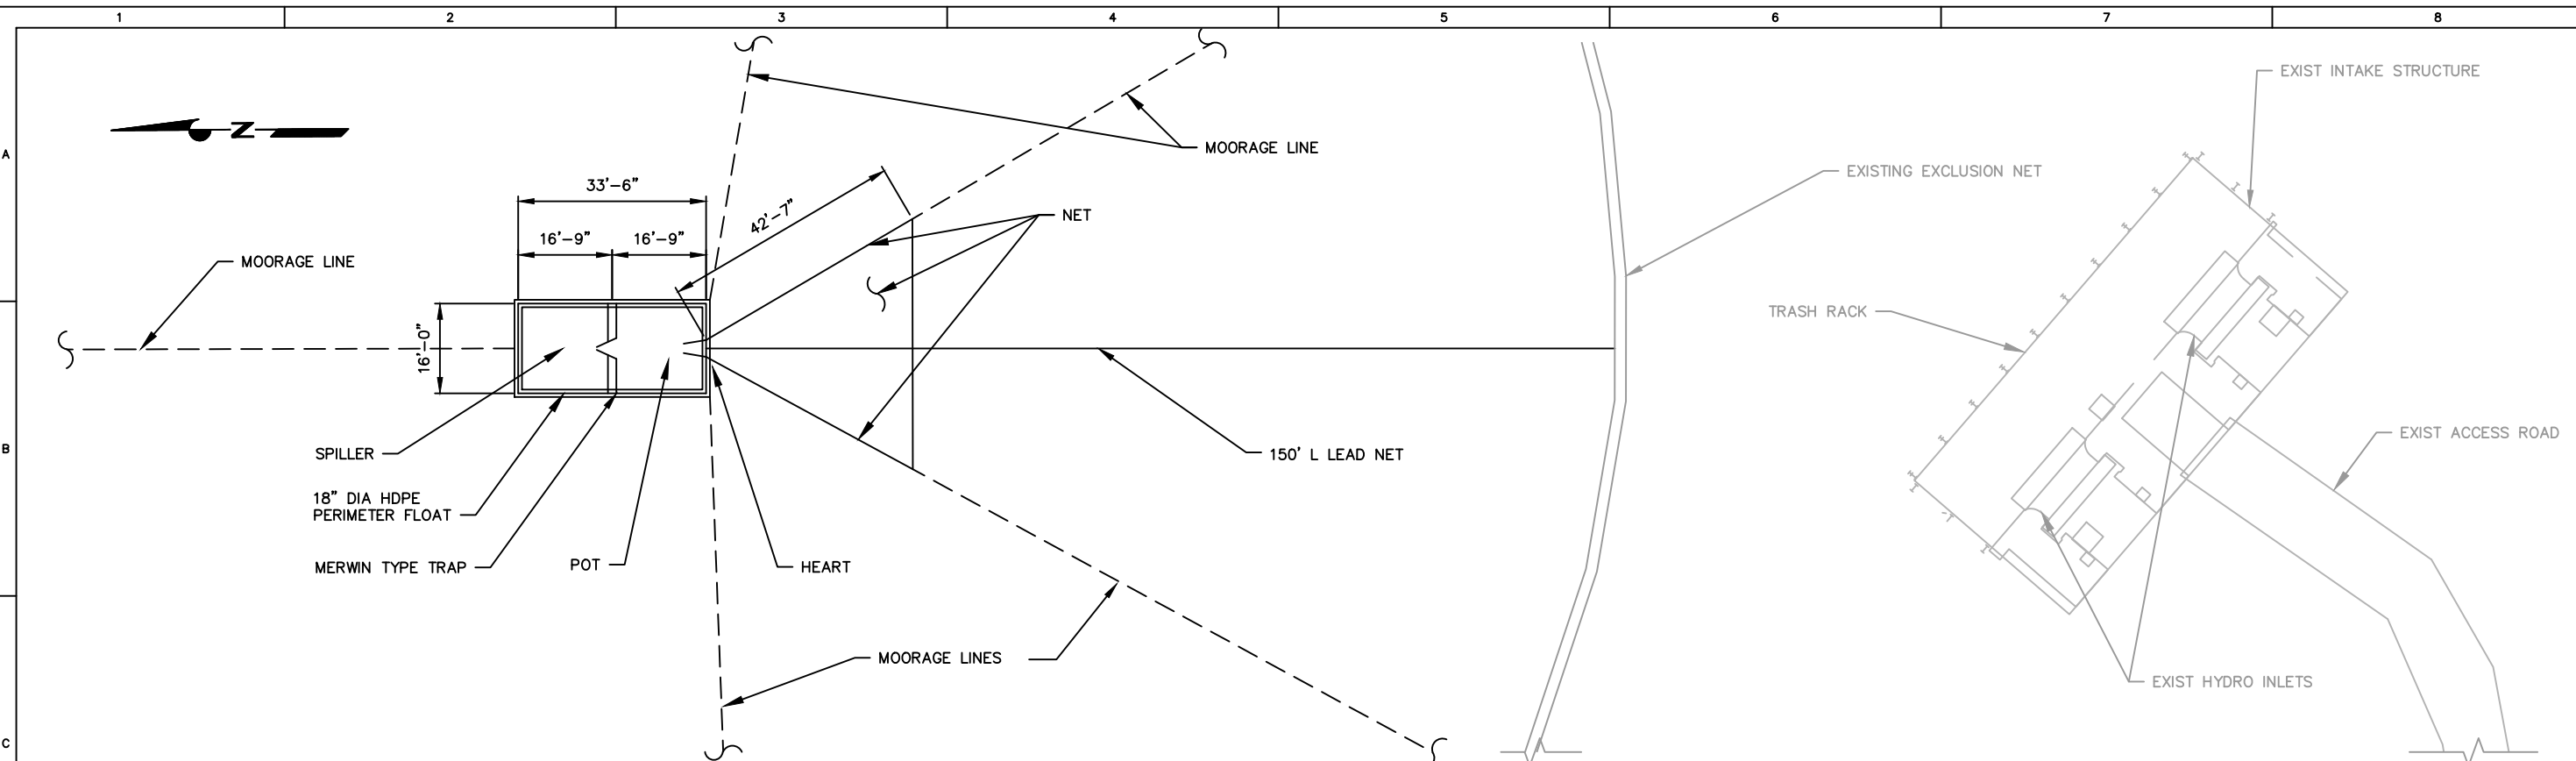 1 2 3 4 5 6 7 8
A
B
C
N
EXIST INTAKE STRUCTURE
MOORAGE LINE
EXISTING EXCLUSION NET
33'-6"
42'-7"
NET
16'-9" 16'-9"
MOORAGE LINE
TRASH RACK
16'-0"
EXIST ACCESS ROAD
SPILLER
150' L LEAD NET
18" DIA HDPE
PERIMETER FLOAT
MERWIN TYPE TRAP
POT
HEART
MOORAGE LINES
EXIST HYDRO INLETS